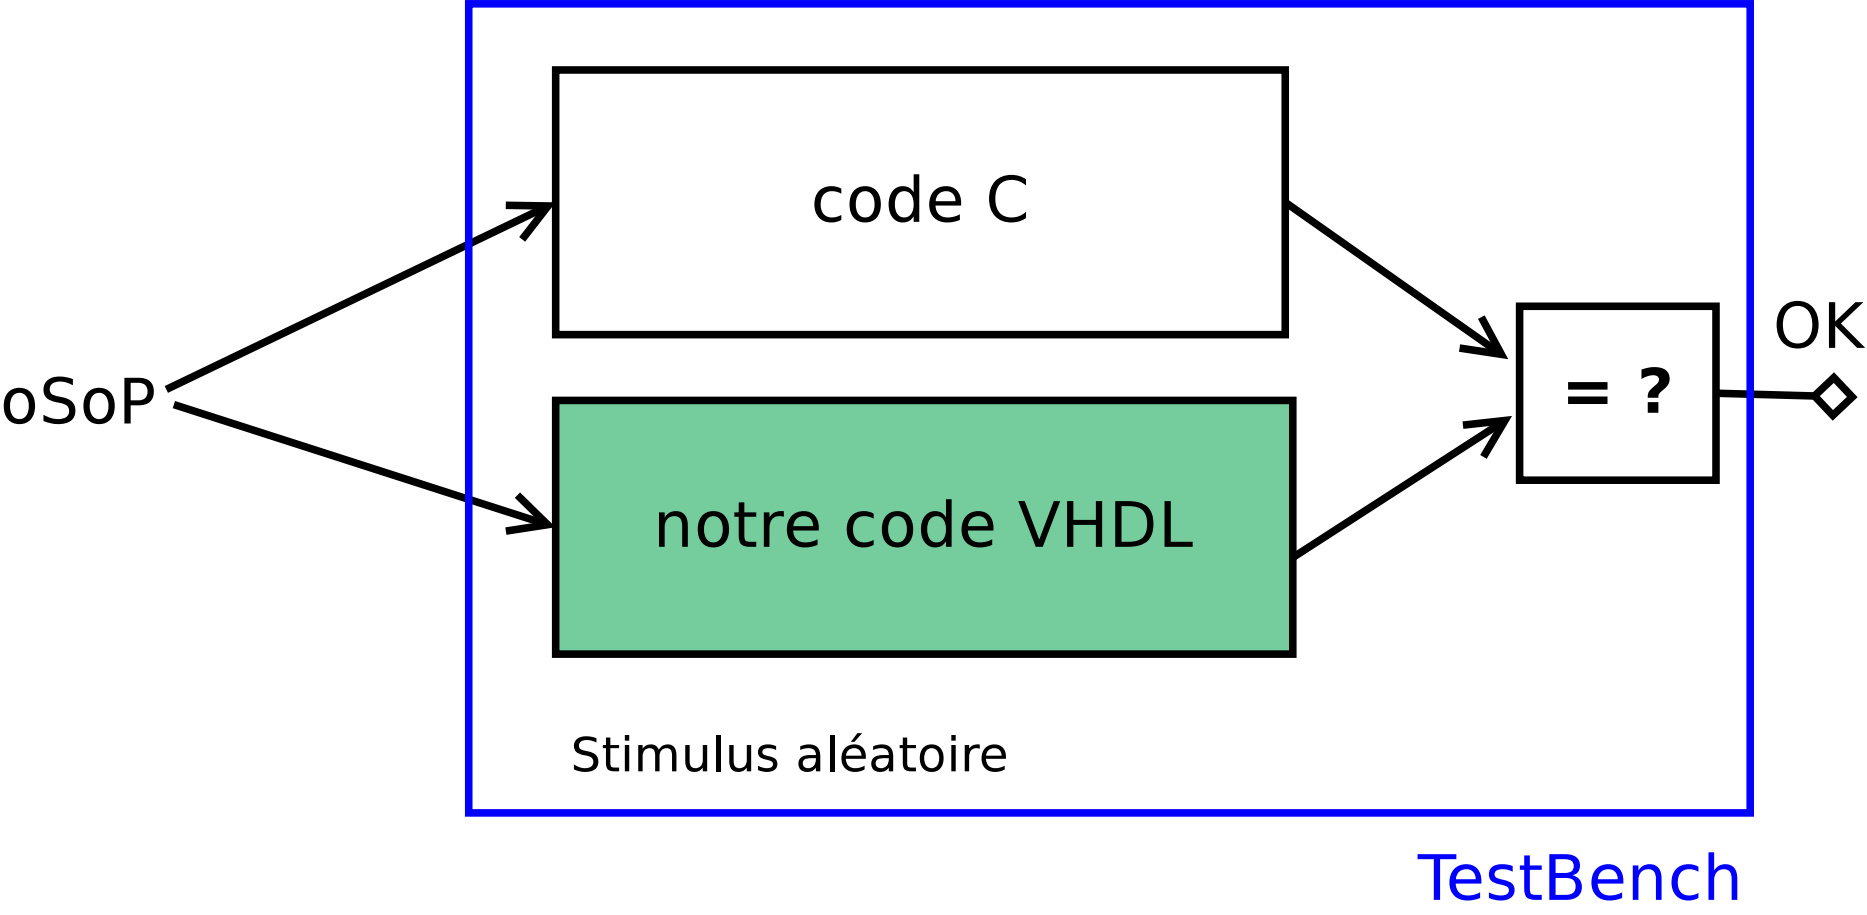 code C
OK
oSoP
= ?
notre code VHDL
Stimulus aléatoire
TestBench